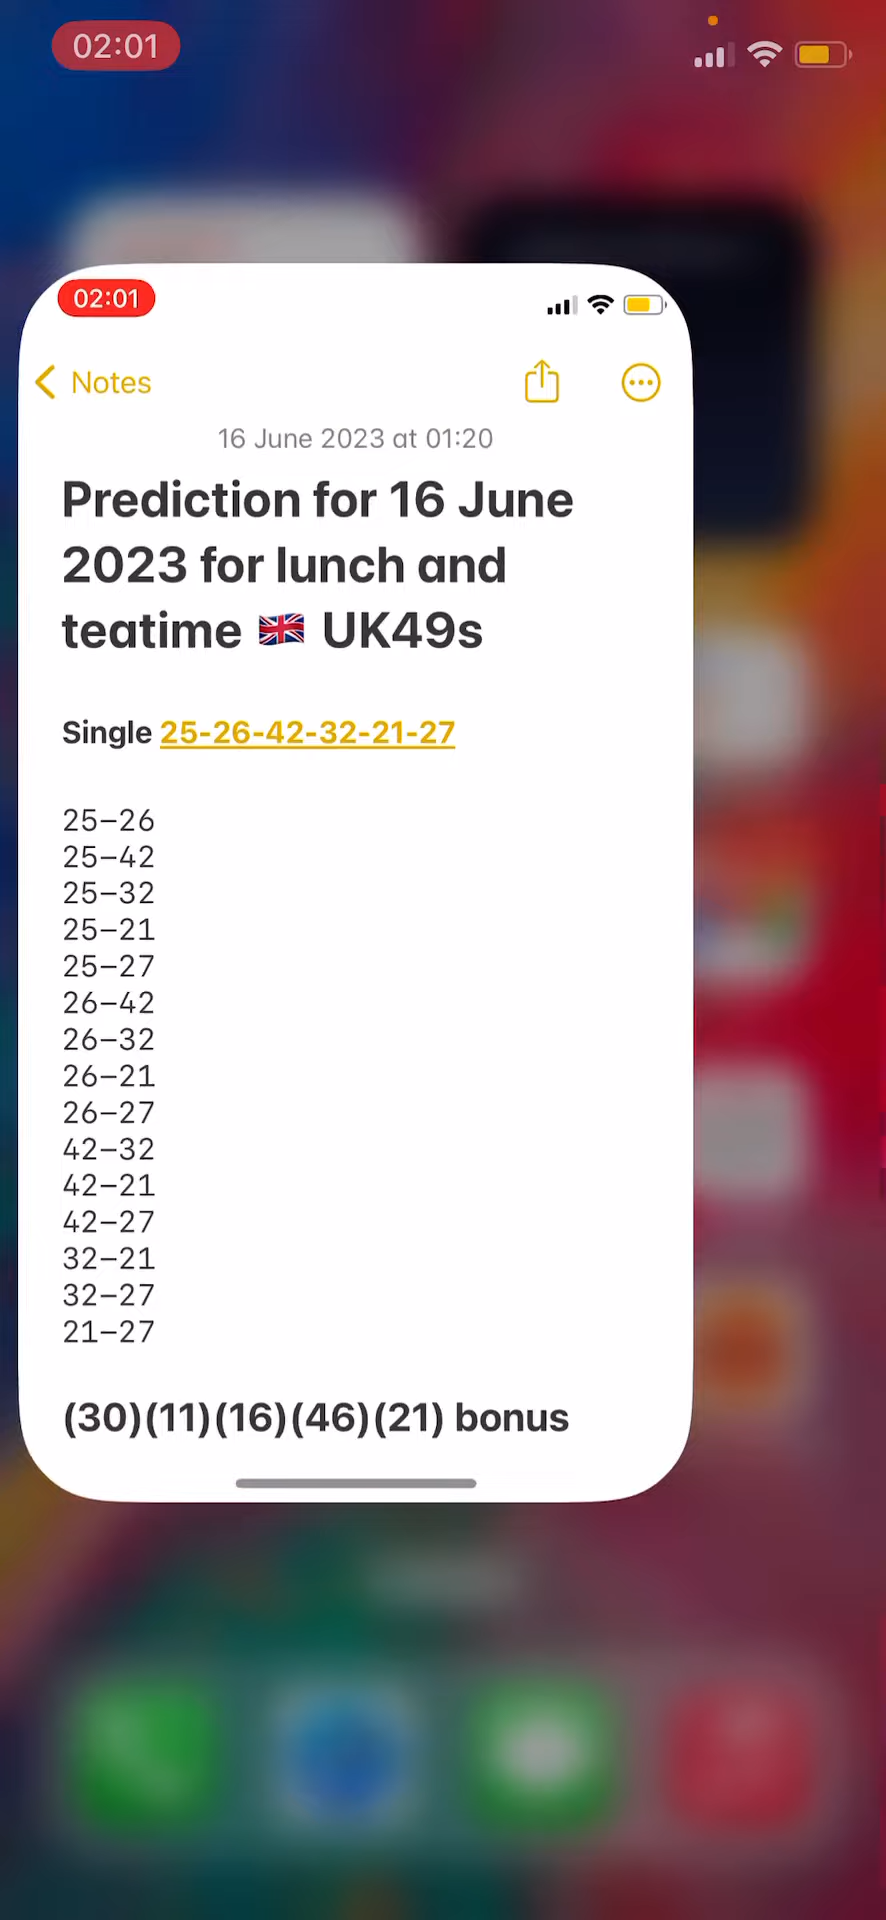 02:01
02:01
Notes
16 June 2023 at 01:20
Prediction for 16 June
2023 for lunch and
teatime 🇬🇧 UK49s
Single 25-26-42-32-21-27
25–26
25–42
25–32
25–21
25–27
26–42
26–32
26–21
26–27
42–32
42–21
42–27
32–21
32–27
21–27
(30)(11)(16)(46)(21) bonus